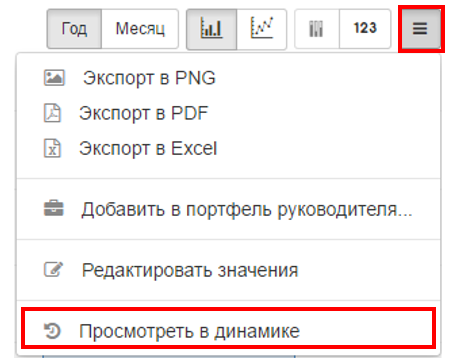 Год Месяц 123
Экспорт в PNG
Экспорт в PDF
Экспорт в Excel
Добавить в портфель руководителя...
Редактировать значения
Просмотреть в динамике